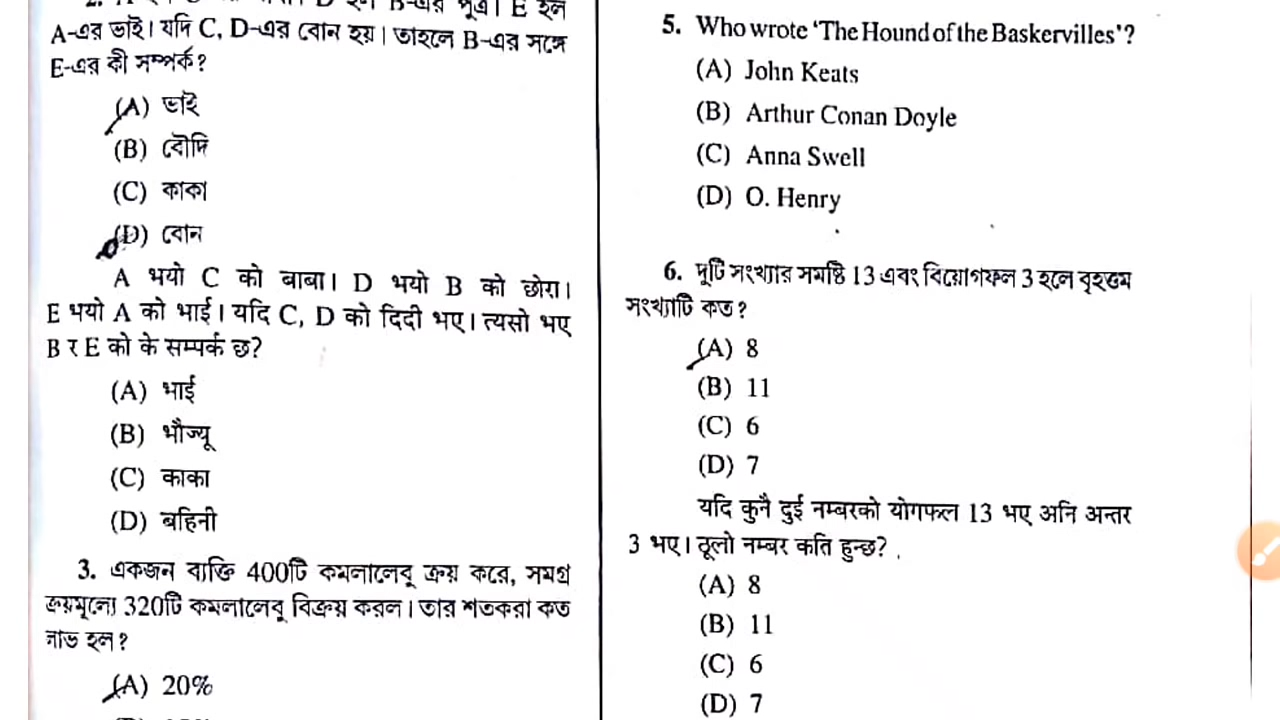 B-এর পুত্র। E হল
A-এর ভাই। যদি C, D-এর বোন হয়। তাহলে B-এর সঙ্গে
E-এর কী সম্পর্ক?
(A) ভাই
(B) বৌদি
(C) কাকা
(D) বোন
A भयो C को बाबा। D भयो B को छोरा।
E भयो A को भाई। यदि C, D को दिदी भए। त्यसो भए
B र E को के सम्पर्क छ?
(A) भाई
(B) भौज्यू
(C) काका
(D) बहिनी
3. একজন ব্যক্তি 400টি কমলালেবু ক্রয় করে, সমগ্র
ক্রয়মূল্যে 320টি কমলালেবু বিক্রয় করল। তার শতকরা কত
লাভ হল?
(A) 20%
5. Who wrote ‘The Hound of the Baskervilles’?
(A) John Keats
(B) Arthur Conan Doyle
(C) Anna Swell
(D) O. Henry
6. দুটি সংখ্যার সমষ্টি 13 এবং বিয়োগফল 3 হলে বৃহত্তম
সংখ্যাটি কত?
(A) 8
(B) 11
(C) 6
(D) 7
यदि कुनै दुई नम्बरको योगफल 13 भए अनि अन्तर
3 भए। ठूलो नम्बर कति हुन्छ?
(A) 8
(B) 11
(C) 6
(D) 7